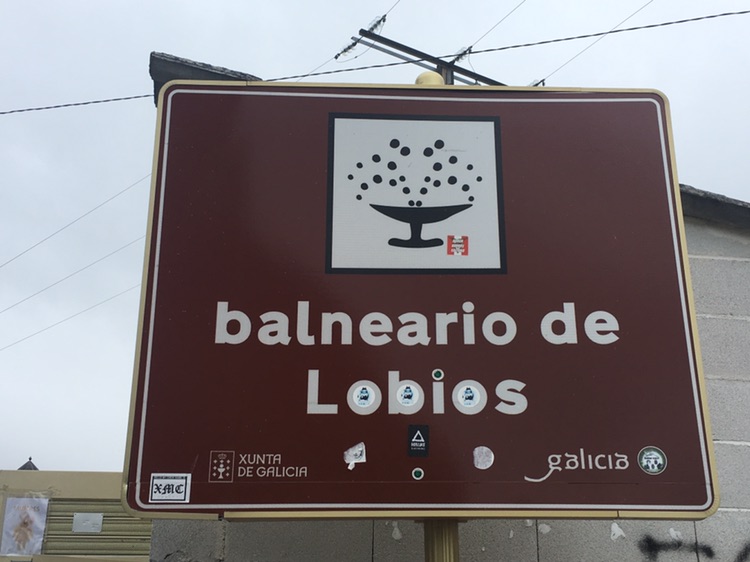 balneario de
Lobios
XUNTA
DE GALICIA
galicia
XMC